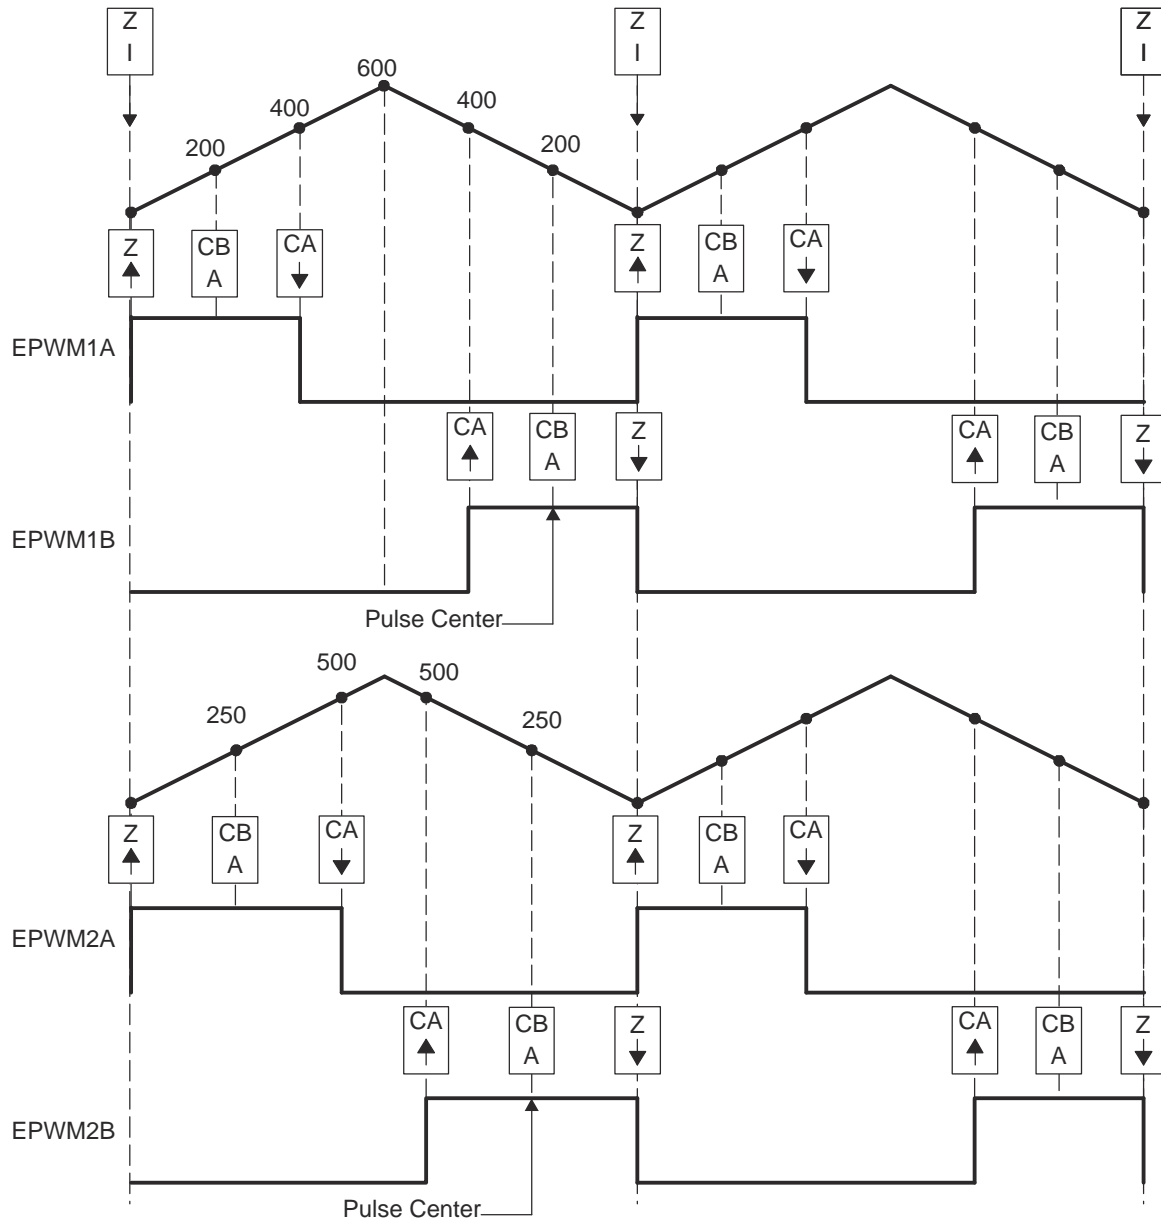 Z Z Z
I I I
600
400 400
200 200
Z CB CA Z CB CA
A A
EPWM1A
CA CB Z CA CB Z
A A
EPWM1B
Pulse Center
500 500
250 250
Z CB CA Z CB CA
A A
EPWM2A
CA CB Z CA CB Z
A A
EPWM2B
Pulse Center